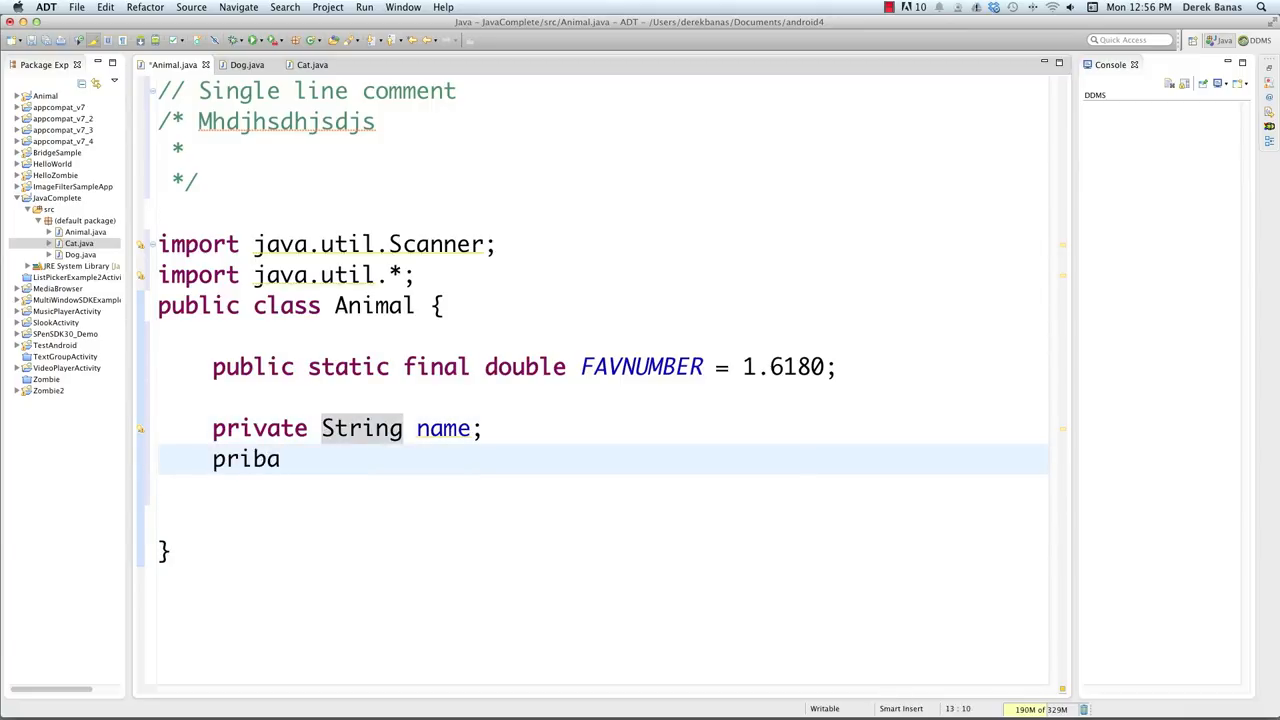 ADT File Edit Refactor Source Navigate Search Project Run Window Help 10 Mon 12:56 PM Derek Banas
Java - JavaComplete/src/Animal.java - ADT - /Users/derekbanas/Documents/android4
Quick Access Java DDMS
Package Exp
Animal
appcompat_v7
appcompat_v7_2
appcompat_v7_3
appcompat_v7_4
BridgeSample
HelloWorld
HelloZombie
ImageFilterSampleApp
JavaComplete
src
(default package)
Animal.java
Cat.java
Dog.java
JRE System Library [Ja
ListPickerExample2Activi
MediaBrowser
MultiWindowSDKExample
MusicPlayerActivity
SlookActivity
SPenSDK30_Demo
TestAndroid
TextGroupActivity
VideoPlayerActivity
Zombie
Zombie2
*Animal.java Dog.java Cat.java
// Single line comment
/* Mhdjhsdhjsdjs
*
*/
import java.util.Scanner;
import java.util.*;
public class Animal {
public static final double FAVNUMBER = 1.6180;
private String name;
priba
}
Console
DDMS
Writable Smart Insert 13 : 10 190M of 329M